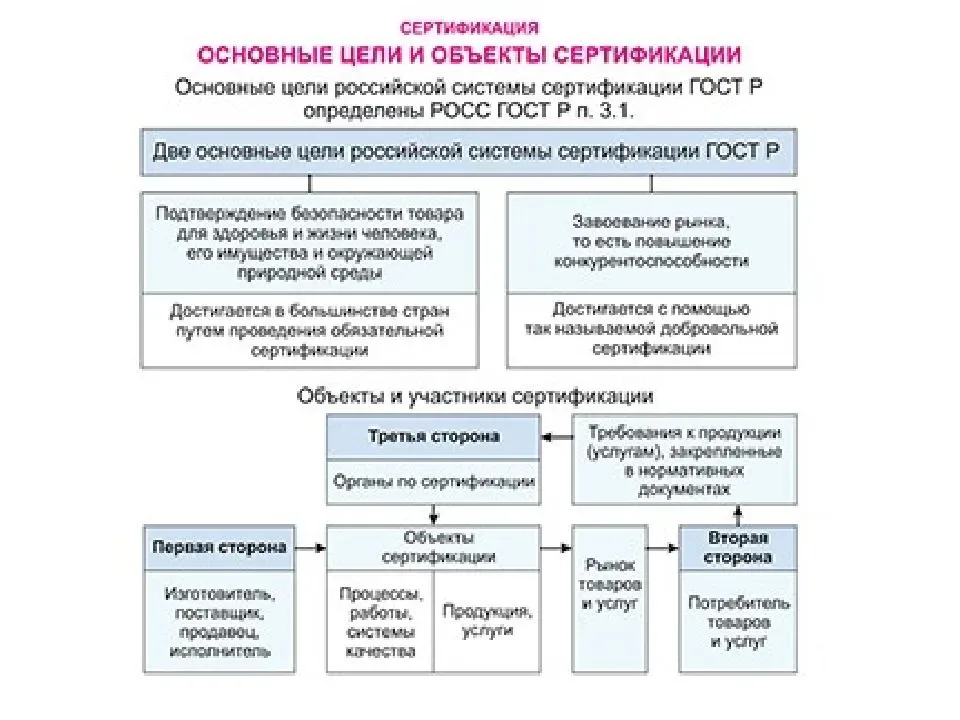 СЕРТИФИКАЦИЯ
ОСНОВНЫЕ ЦЕЛИ И ОБЪЕКТЫ СЕРТИФИКАЦИИ
Основные цели российской системы сертификации ГОСТ Р
определены РОСС ГОСТ Р п. 3.1.
Две основные цели российской системы сертификации ГОСТ Р
Подтверждение безопасности товара
для здоровья и жизни человека,
его имущества и окружающей
природной среды
Достигается в большинстве стран
путем проведения обязательной
сертификации
Завоевание рынка,
то есть повышение
конкурентоспособности
Достигается с помощью
так называемой добровольной
сертификации
Объекты и участники сертификации
Третья сторона
Органы по сертификации
Требования к продукции
(услугам), закрепленные
в нормативных
документах
Первая сторона
Изготовитель,
поставщик,
продавец,
исполнитель
Объекты
сертификации
Процессы,
работы,
системы
качества
Продукция,
услуги
Рынок
товаров
и услуг
Вторая
сторона
Потребитель
товаров
и услуг